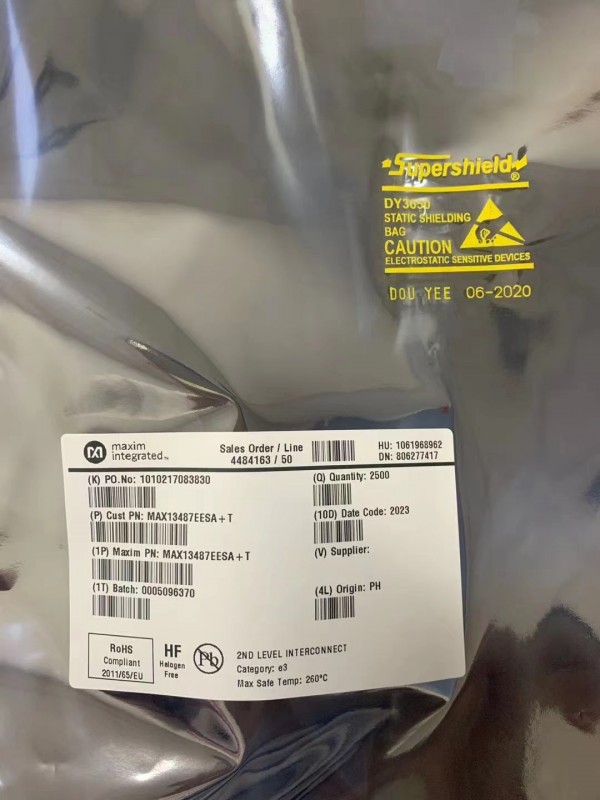 Supershield®
DY3650
STATIC SHIELDING
BAG
CAUTION
ELECTROSTATIC SENSITIVE DEVICES
DOU YEE 06-2020
maxim
integrated™
Sales Order / Line
4484163 / 50
HU: 1061968962
DN: 806277417
(K) PO.No: 1010217083830
(Q) Quantity: 2500
(P) Cust PN: MAX13487EESA+T
(10D) Date Code: 2023
(1P) Maxim PN: MAX13487EESA+T
(V) Supplier:
(1T) Batch: 0005096370
(4L) Origin: PH
RoHS
Compliant
2011/65/EU
HF
Halogen
Free
Pb
2ND LEVEL INTERCONNECT
Category: e3
Max Safe Temp: 260°C